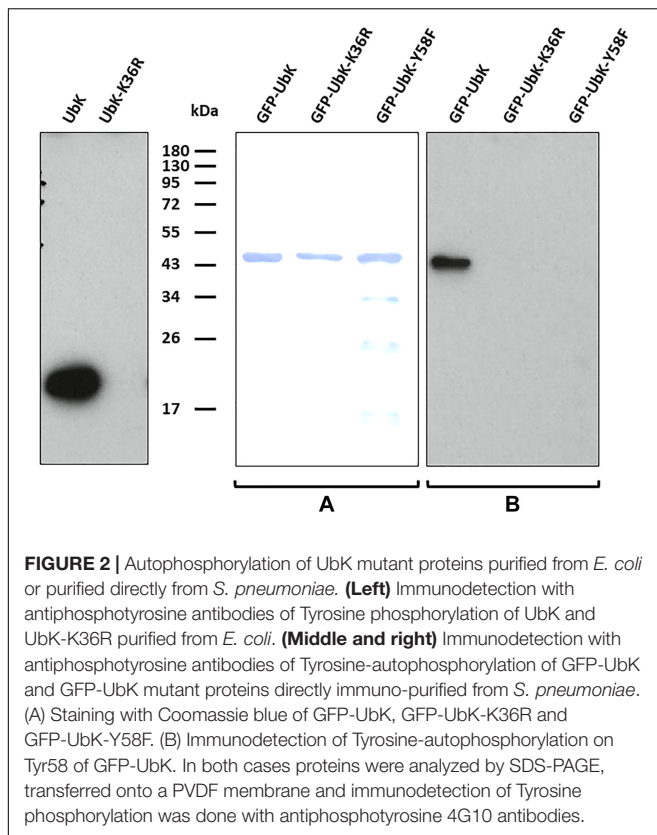 UbK
UbK-K36R
kDa
GFP-UbK
GFP-UbK-K36R
GFP-UbK-Y58F
GFP-UbK
GFP-UbK-K36R
GFP-UbK-Y58F
180
130
95
72
55
43
34
26
17
A
B
FIGURE 2 | Autophosphorylation of UbK mutant proteins purified from E. coli
or purified directly from S. pneumoniae. (Left) Immunodetection with
antiphosphotyrosine antibodies of Tyrosine phosphorylation of UbK and
UbK-K36R purified from E. coli. (Middle and right) Immunodetection with
antiphosphotyrosine antibodies of Tyrosine-autophosphorylation of GFP-UbK
and GFP-UbK mutant proteins directly immuno-purified from S. pneumoniae.
(A) Staining with Coomassie blue of GFP-UbK, GFP-UbK-K36R and
GFP-UbK-Y58F. (B) Immunodetection of Tyrosine-autophosphorylation on
Tyr58 of GFP-UbK. In both cases proteins were analyzed by SDS-PAGE,
transferred onto a PVDF membrane and immunodetection of Tyrosine
phosphorylation was done with antiphosphotyrosine 4G10 antibodies.